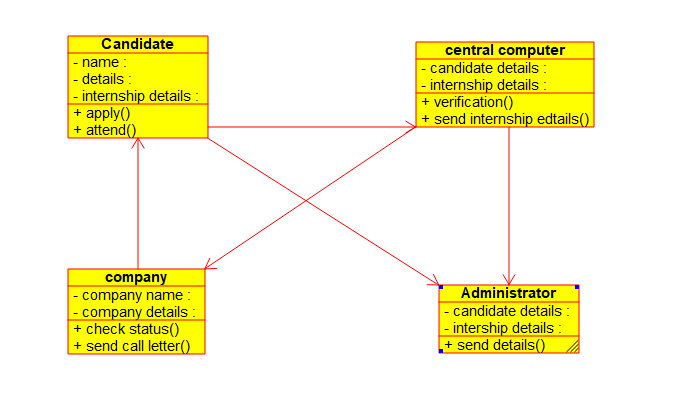 Candidate
- name :
- details :
- internship details :
+ apply()
+ attend()
central computer
- candidate details :
- internship details :
+ verification()
+ send internship edtails()
company
- company name :
- company details :
+ check status()
+ send call letter()
Administrator
- candidate details :
- intership details :
+ send details()